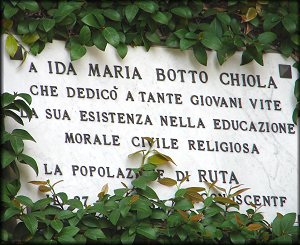 A IDA MARIA BOTTO CHIOLA
CHE DEDICÒ A TANTE GIOVANI VITE
LA SUA ESISTENZA NELLA EDUCAZIONE
MORALE CIVILE RELIGIOSA
LA POPOLAZIONE DI RUTA